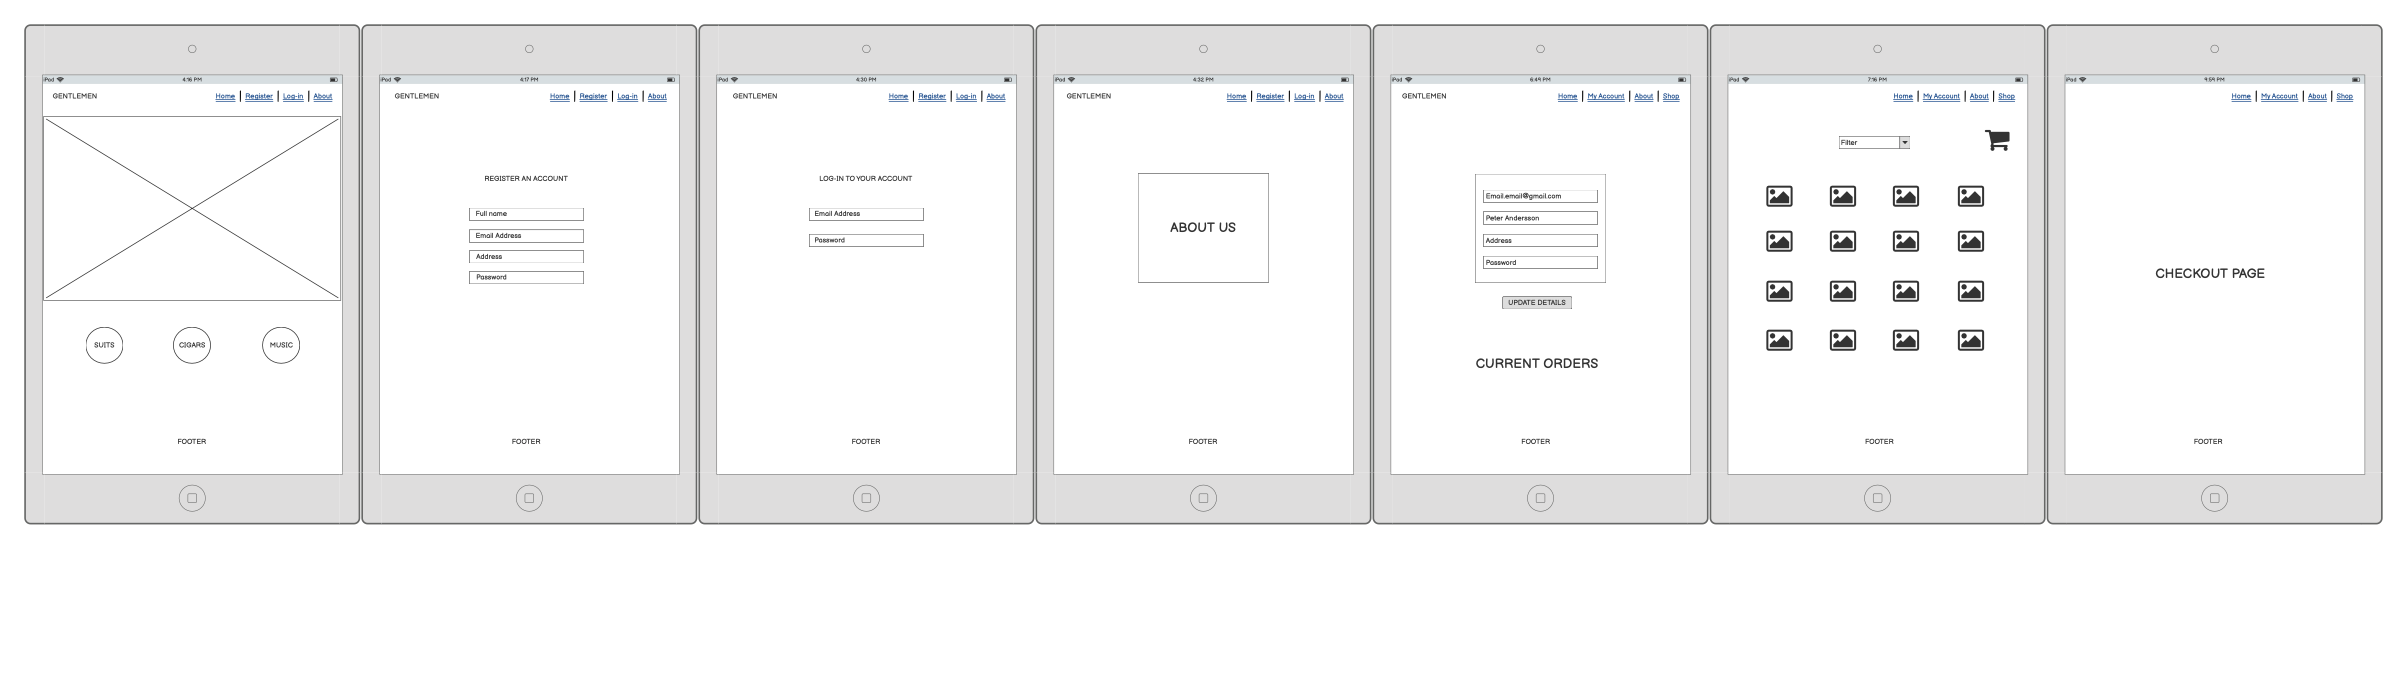 iPod 4:16 PM
GENTLEMEN Home Register Log-in About
SUITS CIGARS MUSIC
FOOTER
iPod 4:17 PM
GENTLEMEN Home Register Log-in About
REGISTER AN ACCOUNT
Full name
Email Address
Address
Password
FOOTER
iPod 4:30 PM
GENTLEMEN Home Register Log-in About
LOG-IN TO YOUR ACCOUNT
Email Address
Password
FOOTER
iPod 4:32 PM
GENTLEMEN Home Register Log-in About
ABOUT US
FOOTER
iPod 6:49 PM
GENTLEMEN Home My Account About Shop
Email.email@gmail.com
Peter Andersson
Address
Password
UPDATE DETAILS
CURRENT ORDERS
FOOTER
iPod 7:16 PM
Home My Account About Shop
Filter
FOOTER
iPod 9:59 PM
Home My Account About Shop
CHECKOUT PAGE
FOOTER